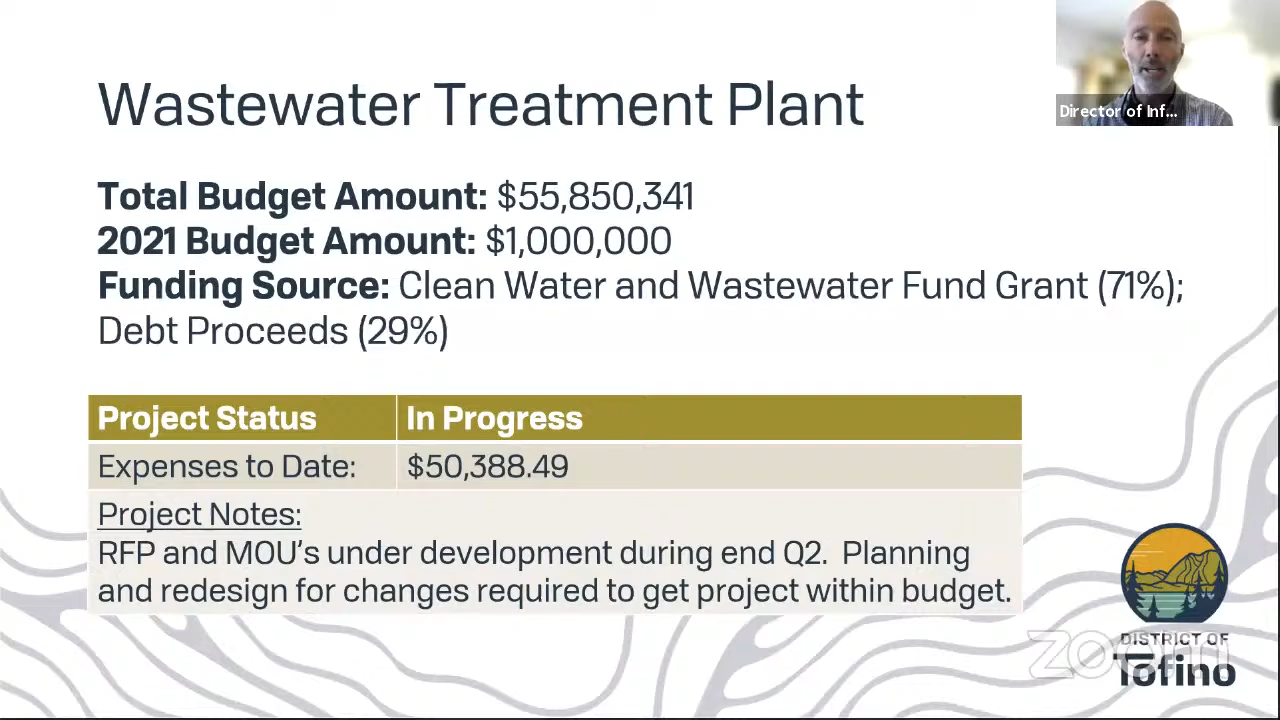 Wastewater Treatment Plant
Director of Inf...
Total Budget Amount: $55,850,341
2021 Budget Amount: $1,000,000
Funding Source: Clean Water and Wastewater Fund Grant (71%);
Debt Proceeds (29%)
Project Status In Progress
Expenses to Date: $50,388.49
Project Notes:
RFP and MOU's under development during end Q2. Planning
and redesign for changes required to get project within budget.
DISTRICT OF
Tofino
zoom